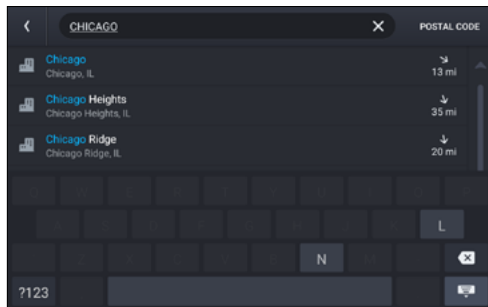 CHICAGO POSTAL CODE
Chicago
Chicago, IL
13 mi
Chicago Heights
Chicago Heights, IL
35 mi
Chicago Ridge
Chicago Ridge, IL
20 mi
L
N
?123